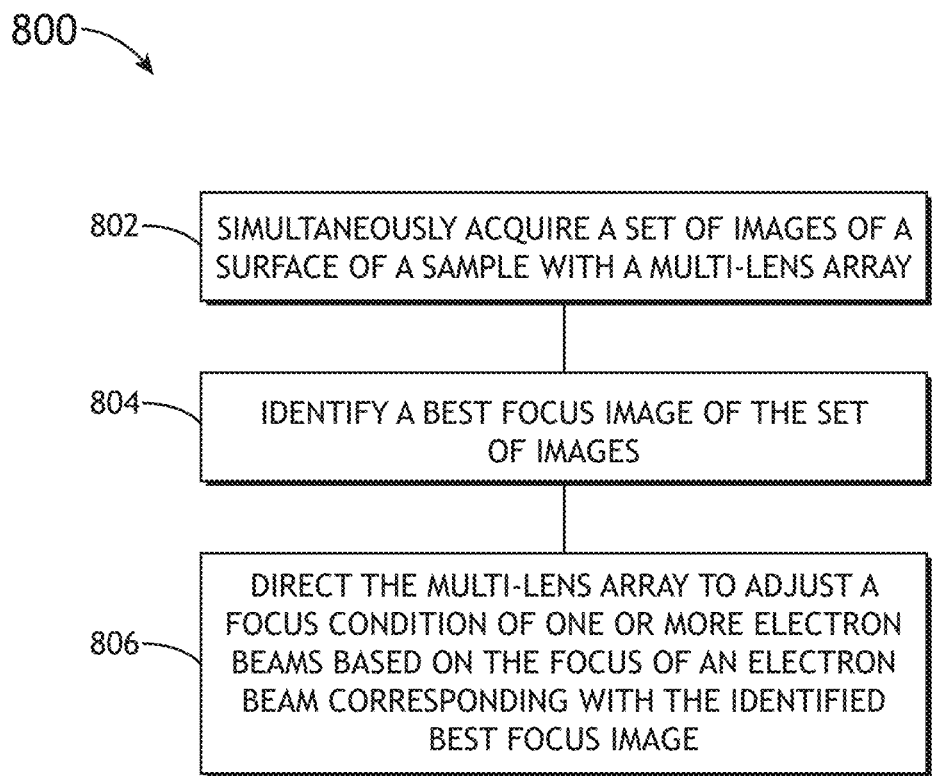 800
802
SIMULTANEOUSLY ACQUIRE A SET OF IMAGES OF A
SURFACE OF A SAMPLE WITH A MULTI-LENS ARRAY
804
IDENTIFY A BEST FOCUS IMAGE OF THE SET
OF IMAGES
806
DIRECT THE MULTI-LENS ARRAY TO ADJUST A
FOCUS CONDITION OF ONE OR MORE ELECTRON
BEAMS BASED ON THE FOCUS OF AN ELECTRON
BEAM CORRESPONDING WITH THE IDENTIFIED
BEST FOCUS IMAGE